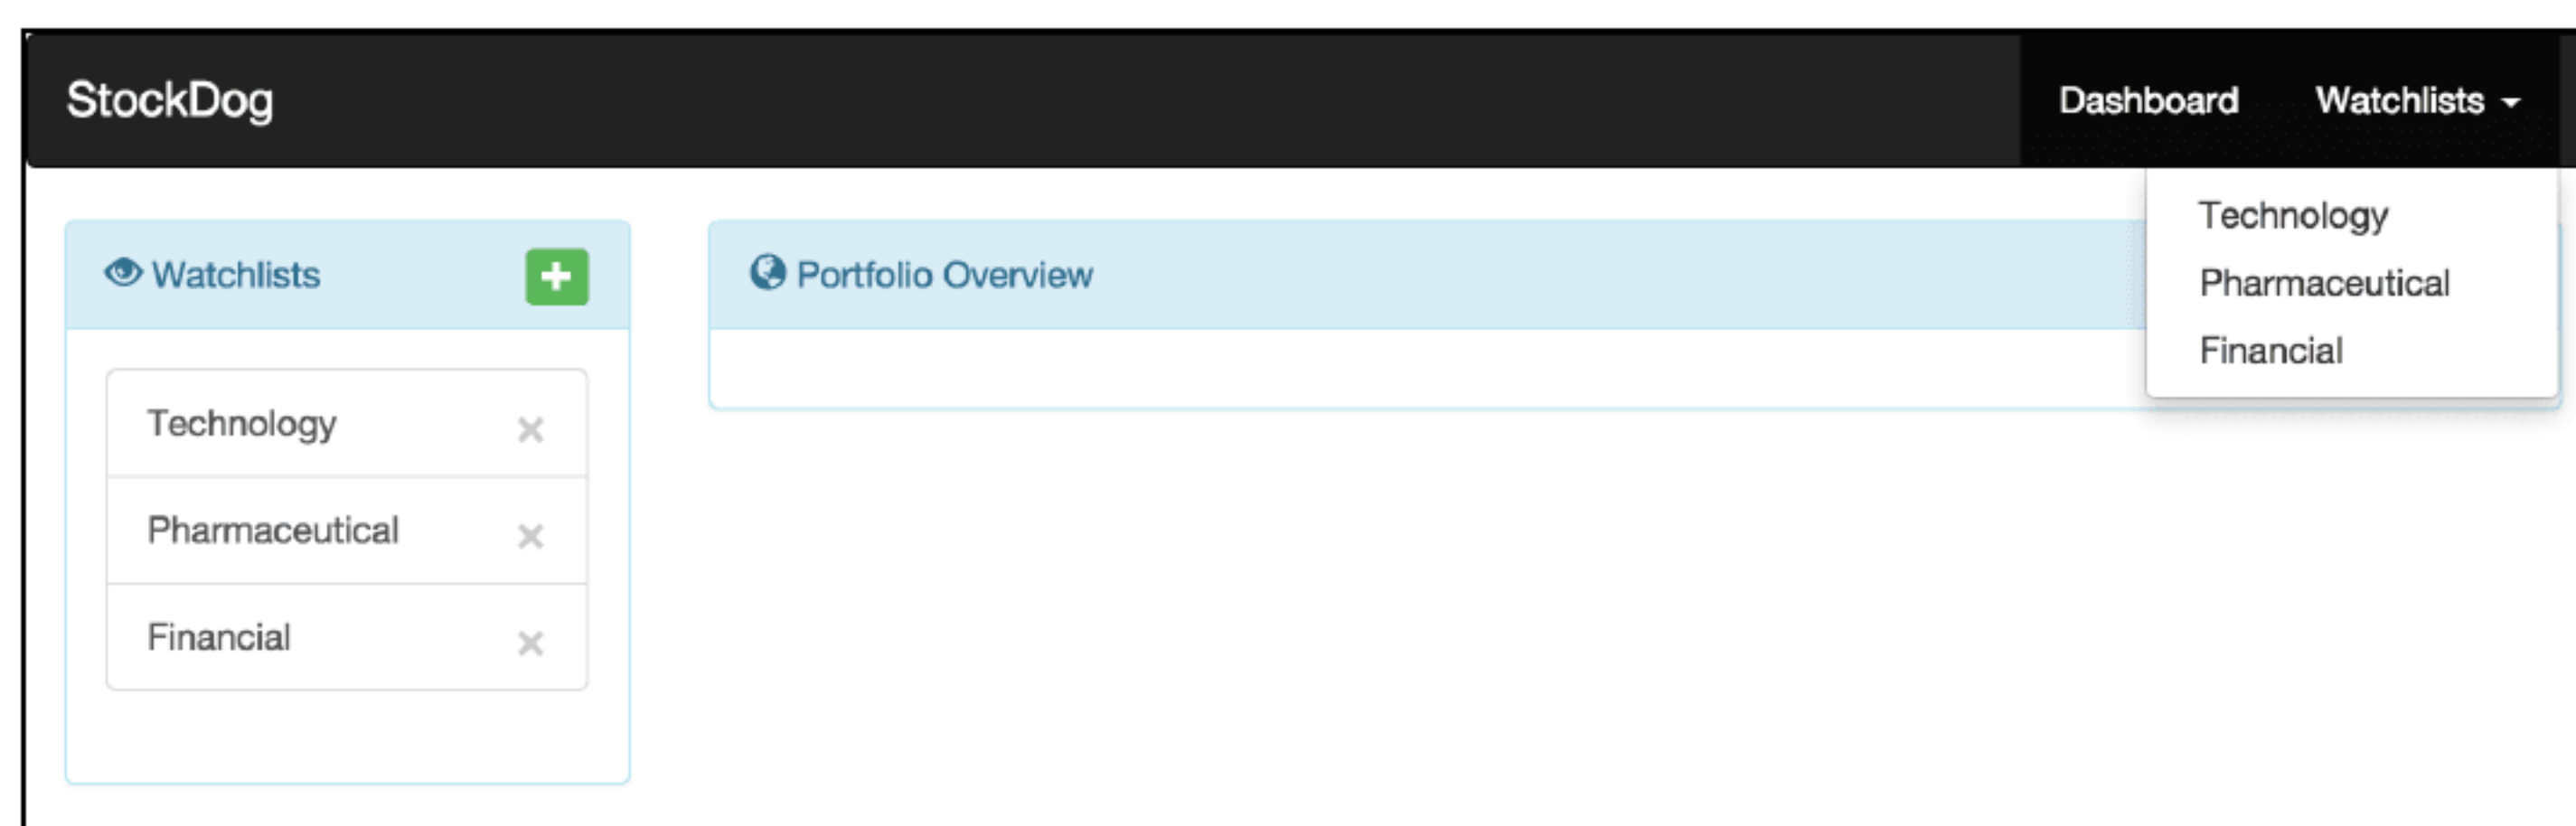 StockDog
Dashboard Watchlists
Technology
Pharmaceutical
Financial
Watchlists
Portfolio Overview
Technology
Pharmaceutical
Financial